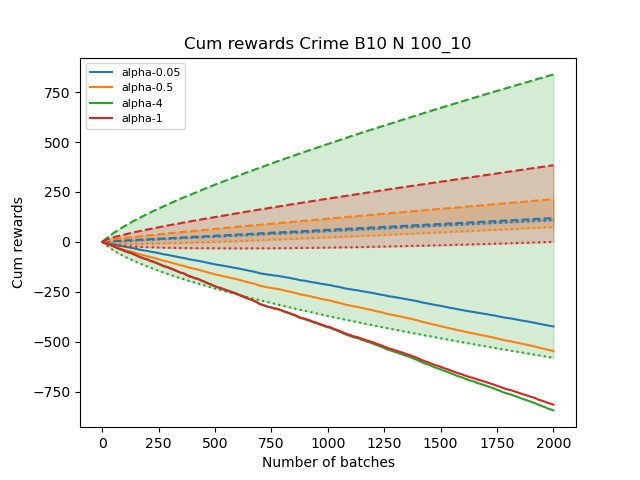 Cum rewards Crime B10 N 100_10
alpha-0.05
alpha-0.5
alpha-4
alpha-1
750
500
250
0
−250
−500
−750
Cum rewards
0 250 500 750 1000 1250 1500 1750 2000
Number of batches